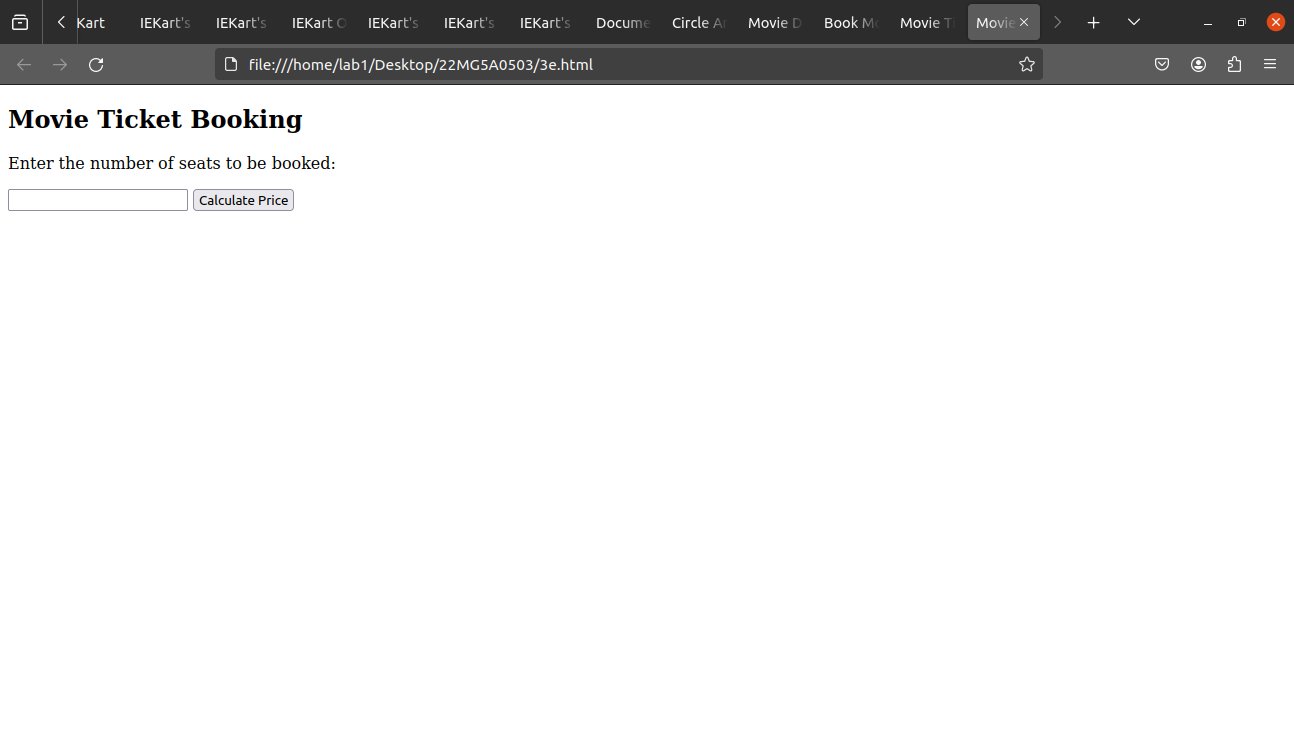 Kart IEKart's IEKart's IEKart O IEKart's IEKart's IEKart's Docume Circle Ar Movie D Book Mo Movie Ti Movie
file:///home/lab1/Desktop/22MG5A0503/3e.html
Movie Ticket Booking
Enter the number of seats to be booked:
Calculate Price